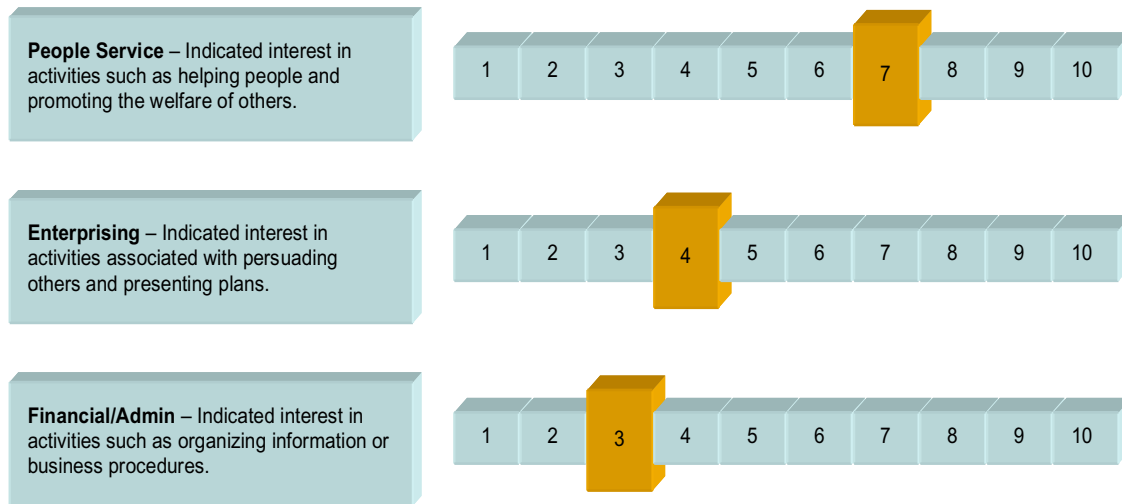 People Service – Indicated interest in
activities such as helping people and
promoting the welfare of others.
1 2 3 4 5 6 7 8 9 10
Enterprising – Indicated interest in
activities associated with persuading
others and presenting plans.
1 2 3 4 5 6 7 8 9 10
Financial/Admin – Indicated interest in
activities such as organizing information or
business procedures.
1 2 3 4 5 6 7 8 9 10